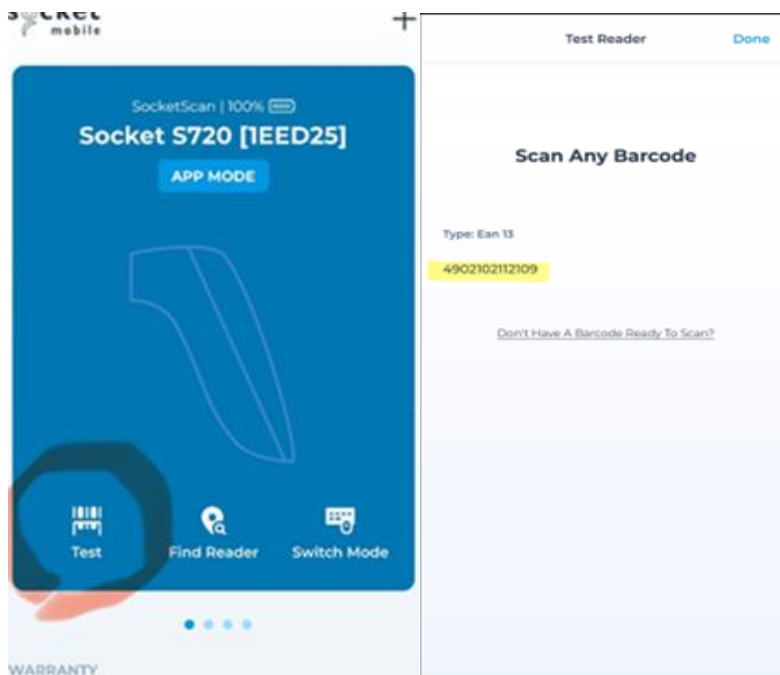 socket
mobile
+
SocketScan | 100%
Socket S720 [1EED25]
APP MODE
Test
Find Reader
Switch Mode
WARRANTY
Test Reader
Done
Scan Any Barcode
Type: Ean 13
4902102112109
Don't Have A Barcode Ready To Scan?